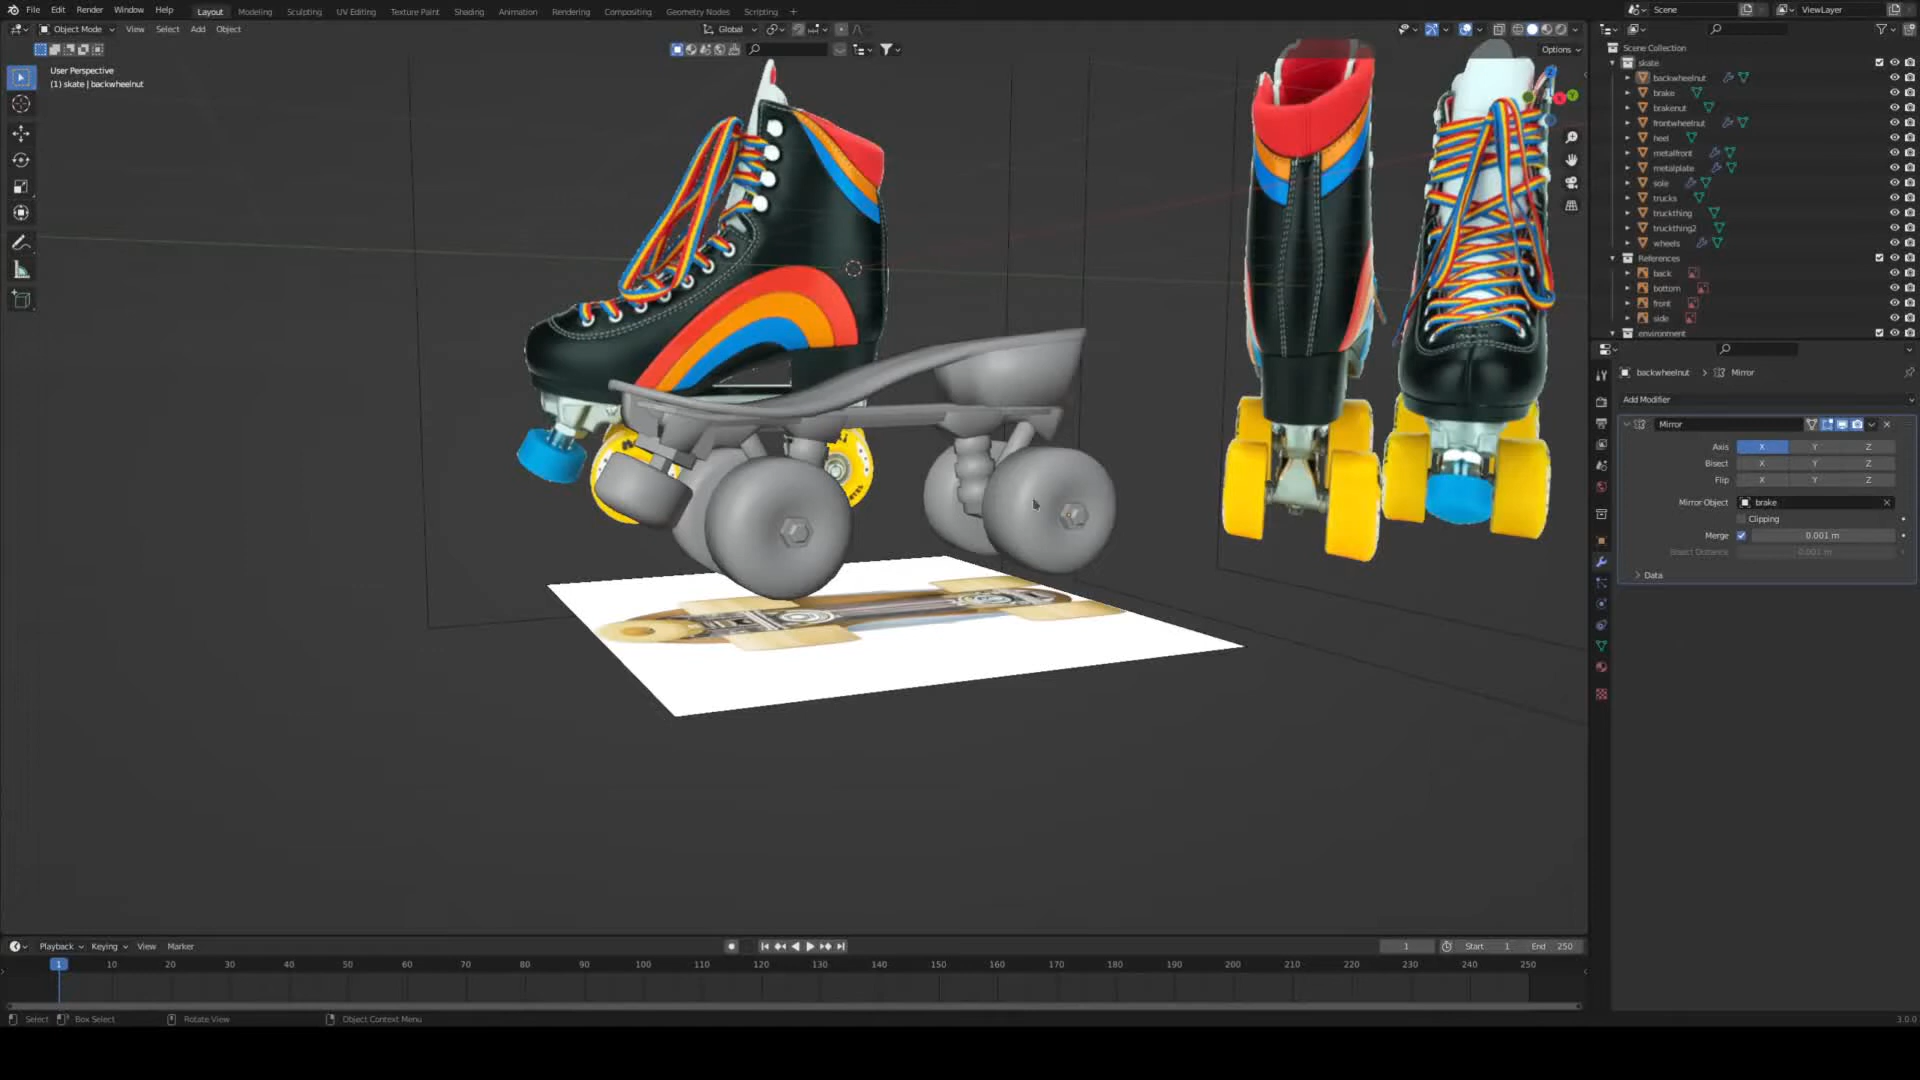 File Edit Render Window Help
Layout Modeling Sculpting UV Editing Texture Paint Shading Animation Rendering Compositing Geometry Nodes Scripting +
Scene
ViewLayer
Object Mode View Select Add Object
Global
Options
User Perspective
(1) skate | backwheelnut
Scene Collection
skate
backwheelnut
brake
brakenut
frontwheelnut
heel
metalfront
metalplate
sole
trucks
truckthing
truckthing2
wheels
References
back
bottom
front
side
environment
backwheelnut > Mirror
Add Modifier
Mirror
Axis X Y Z
Bisect X Y Z
Flip X Y Z
Mirror Object brake
Clipping
Merge 0.001 m
Bisect Distance 0.001 m
Data
Playback Keying View Marker
1 Start 1 End 250
1 10 20 30 40 50 60 70 80 90 100 110 120 130 140 150 160 170 180 190 200 210 220 230 240 250
Select Box Select Rotate View Object Context Menu
3.0.0